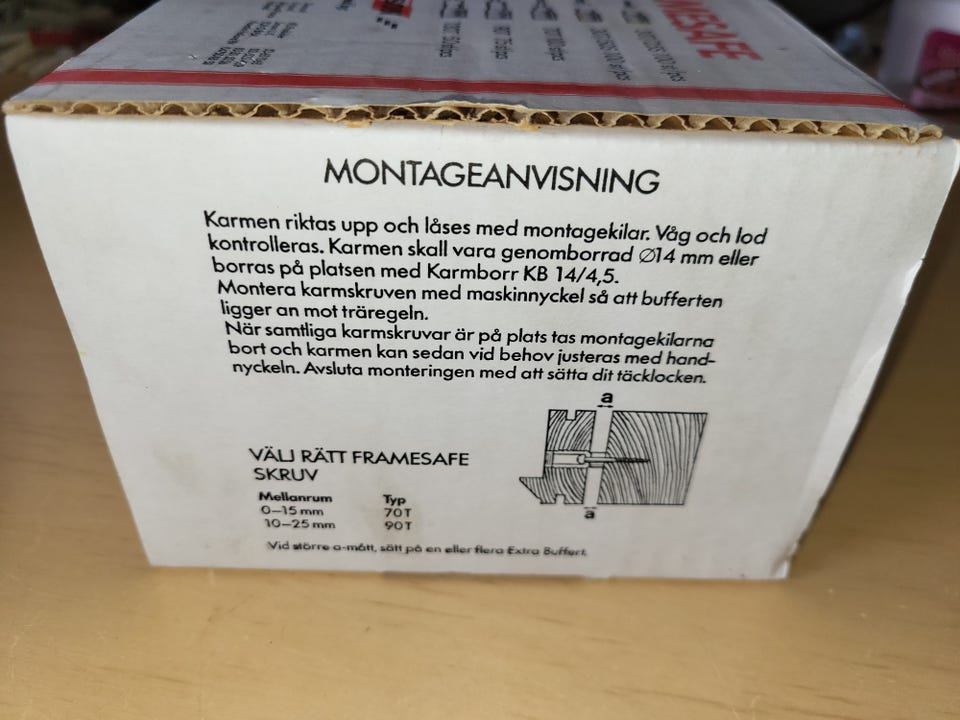 MONTAGEANVISNING
Karmen riktas upp och låses med montagekilar. Våg och lod
kontrolleras. Karmen skall vara genomborrad Ø14 mm eller
borras på platsen med Karmborr KB 14/4,5.
Montera karmskruven med maskinnyckel så att bufferten
ligger an mot träregeln.
När samtliga karmskruvar är på plats tas montagekilarna
bort och karmen kan sedan vid behov justeras med hand-
nyckeln. Avsluta monteringen med att sätta dit täcklocken.
a
a
VÄLJ RÄTT FRAMESAFE
SKRUV
Mellanrum Typ
0–15 mm 70T
10–25 mm 90T
Vid större a-mått, sätt på en eller flera Extra Buffert.